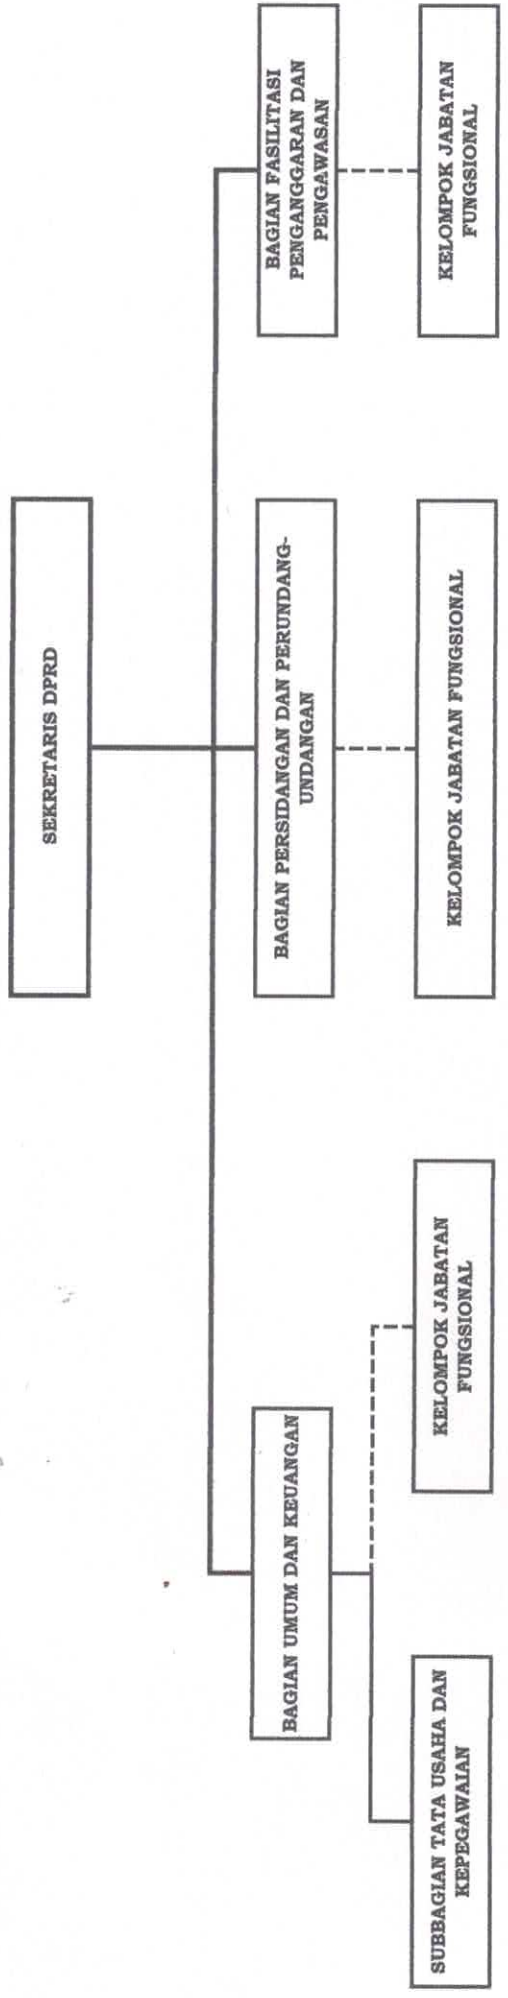 SEKRETARIS DPRD
BAGIAN UMUM DAN KEUANGAN
BAGIAN PERSIDANGAN DAN PERUNDANG-
UNDANGAN
BAGIAN FASILITASI
PENGANGGARAN DAN
PENGAWASAN
SUBBAGIAN TATA USAHA DAN
KEPEGAWAIAN
KELOMPOK JABATAN
FUNGSIONAL
KELOMPOK JABATAN FUNGSIONAL
KELOMPOK JABATAN
FUNGSIONAL